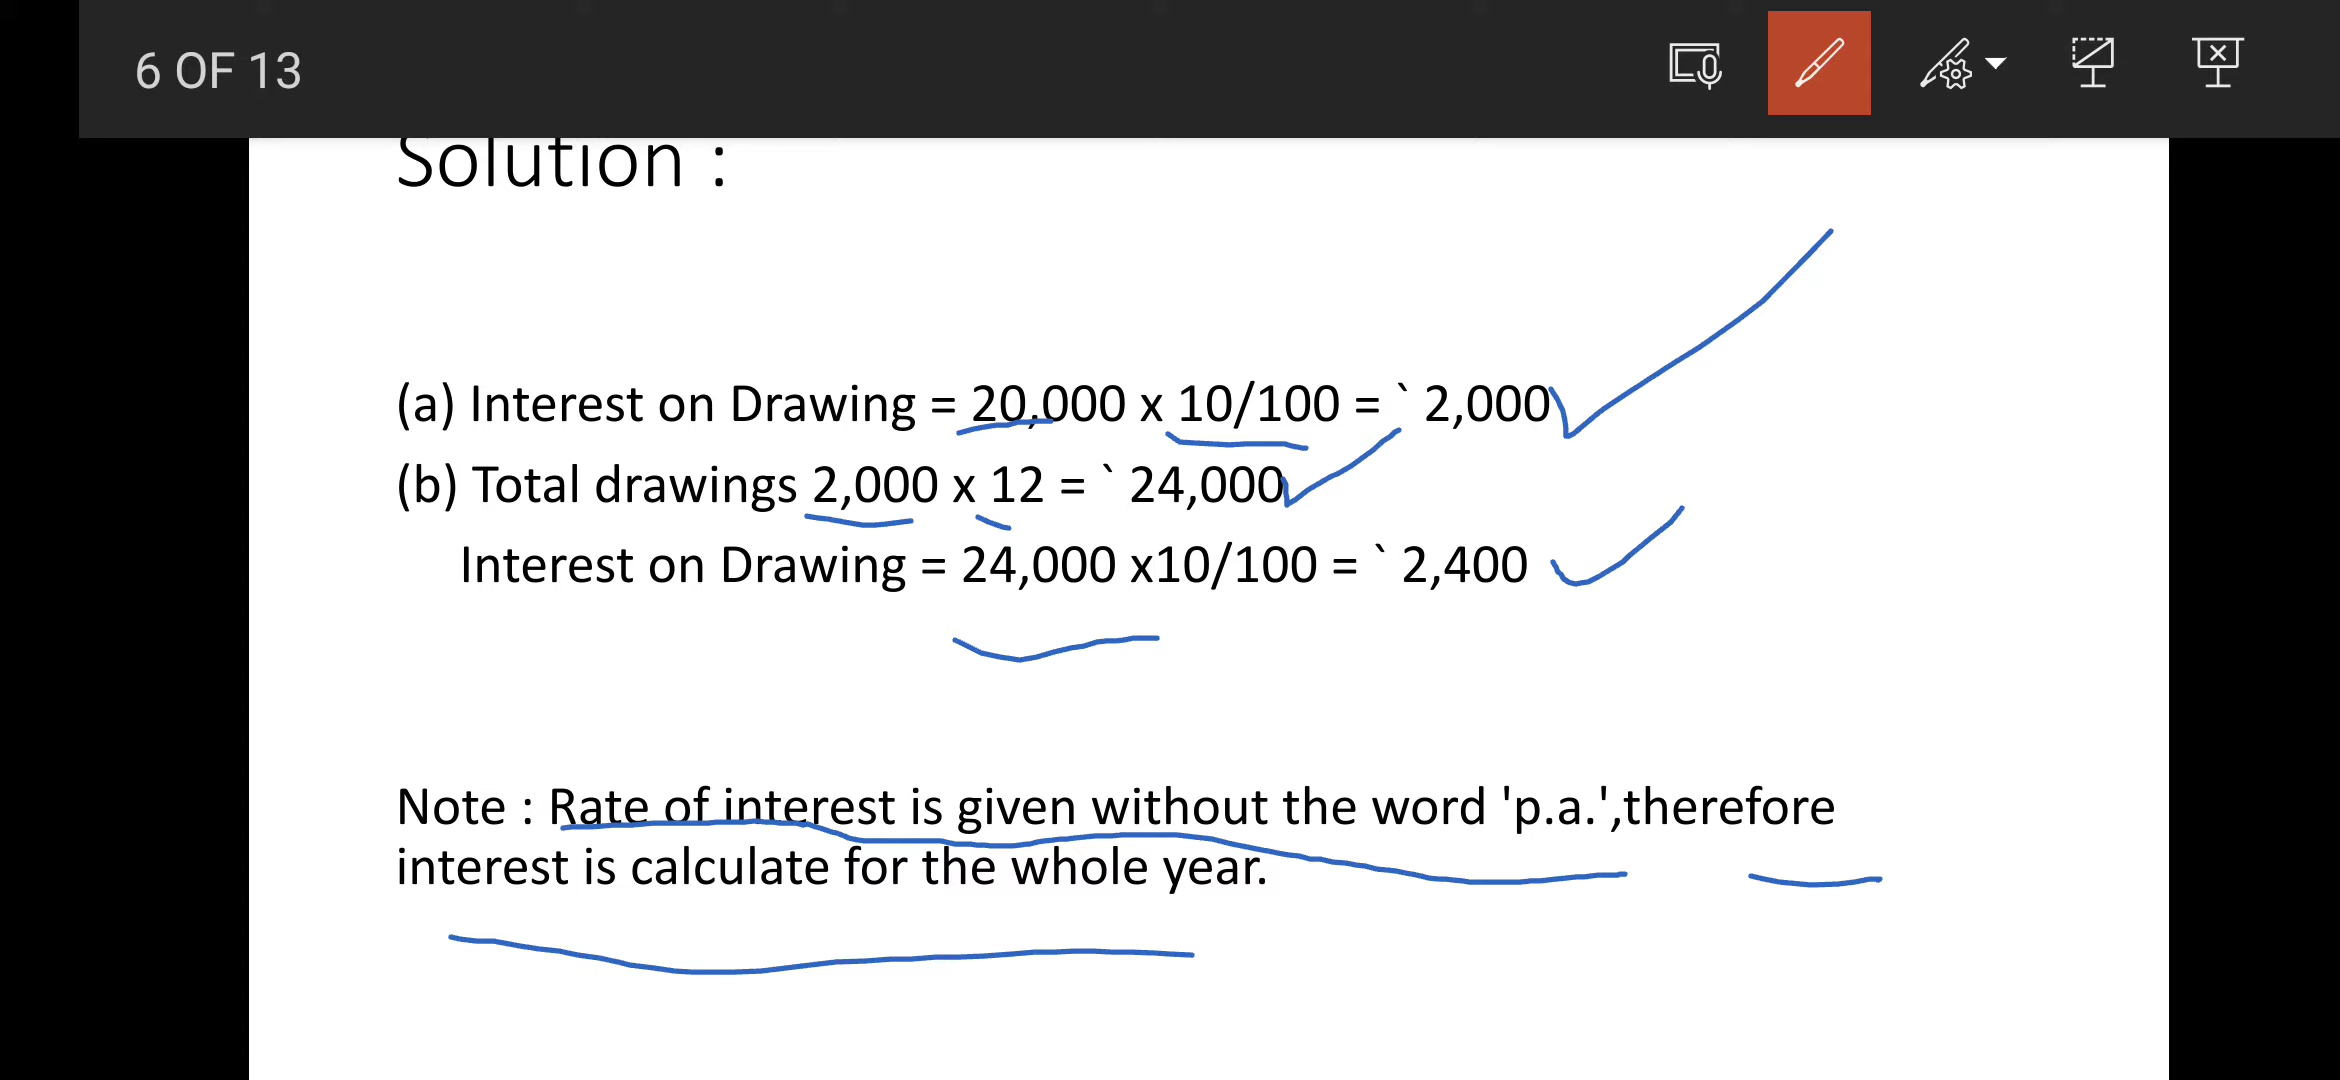 6 OF 13
Solution :
(a) Interest on Drawing = 20,000 x 10/100 = ` 2,000
(b) Total drawings 2,000 x 12 = ` 24,000
Interest on Drawing = 24,000 x10/100 = ` 2,400
Note : Rate of interest is given without the word 'p.a.',therefore
interest is calculate for the whole year.